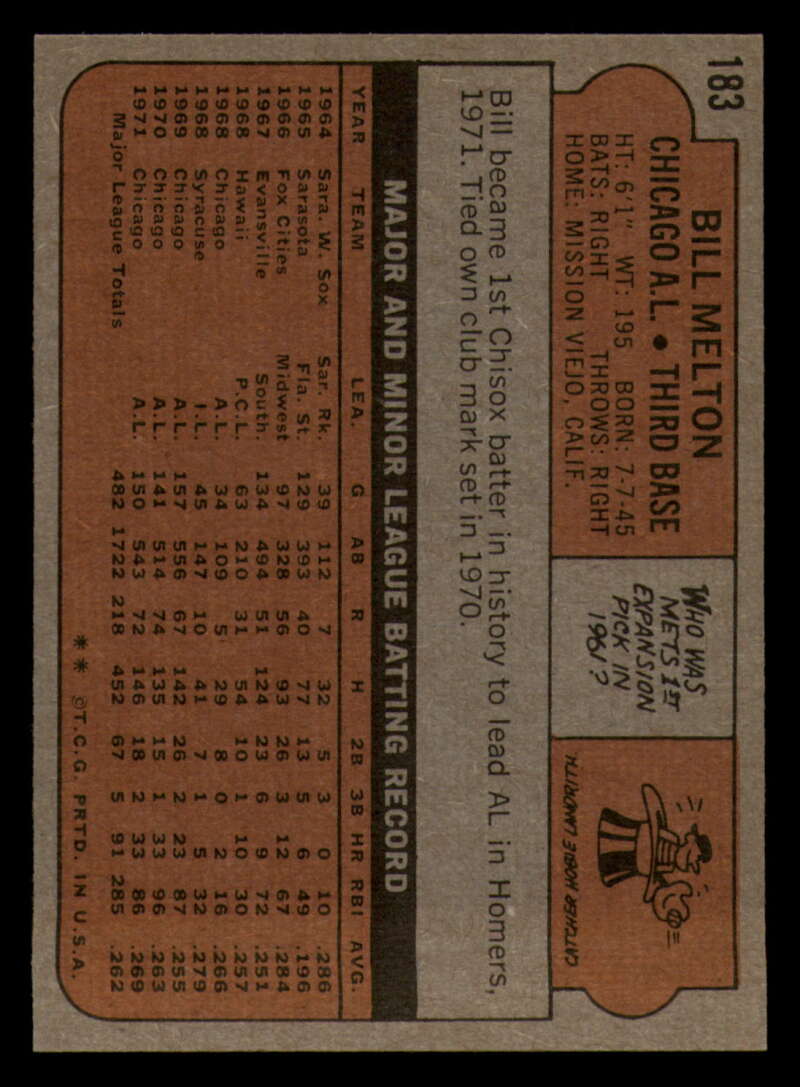 183
BILL MELTON
CHICAGO A.L. • THIRD BASE
HT: 6'1" WT: 195 BORN: 7-7-45
BATS: RIGHT THROWS: RIGHT
HOME: MISSION VIEJO, CALIF.
WHO WAS
METS 1ST
EXPANSION
PICK IN
1961?
CATCHER HOBIE LANDRITH
Bill became 1st Chisox batter in history to lead AL in Homers,
1971. Tied own club mark set in 1970.
MAJOR AND MINOR LEAGUE BATTING RECORD
YEAR TEAM LEA. G AB R H 2B 3B HR RBI AVG.
1964 Sara. W. Sox Sar. Rk. 39 112 7 32 5 3 0 10 .286
1965 Sarasota Fla. St. 129 393 40 77 13 5 6 49 .196
1966 Fox Cities Midwest 97 328 56 93 26 3 12 67 .284
1967 Evansville South. 134 494 51 124 23 6 9 72 .251
1968 Hawaii P.C.L. 63 210 31 54 10 1 10 30 .257
1968 Chicago A.L. 34 109 5 29 8 0 2 16 .266
1968 Syracuse I.L. 45 147 10 41 7 1 5 32 .279
1969 Chicago A.L. 157 556 67 142 26 2 23 87 .255
1970 Chicago A.L. 141 514 74 135 15 1 33 96 .263
1971 Chicago A.L. 150 543 72 146 18 2 33 86 .269
Major League Totals 482 1722 218 452 67 5 91 285 .262
** ©T.C.G. PRTD. IN U.S.A.